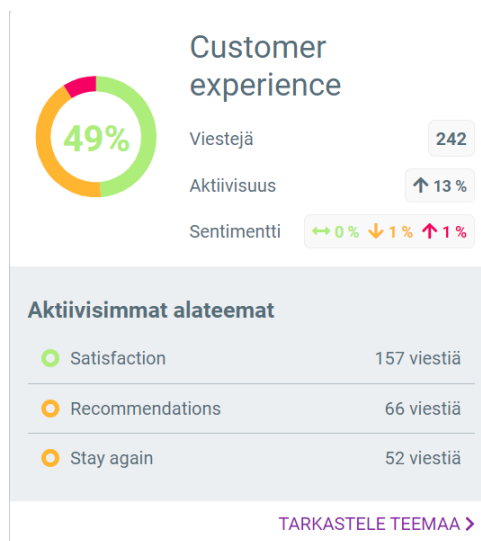 Customer
experience
49%
Viestejä 242
Aktiivisuus ↑ 13 %
Sentimentti ↔ 0 % ↓ 1 % ↑ 1 %
Aktiivisimmat alateemat
Satisfaction 157 viestiä
Recommendations 66 viestiä
Stay again 52 viestiä
TARKASTELE TEEMAA >